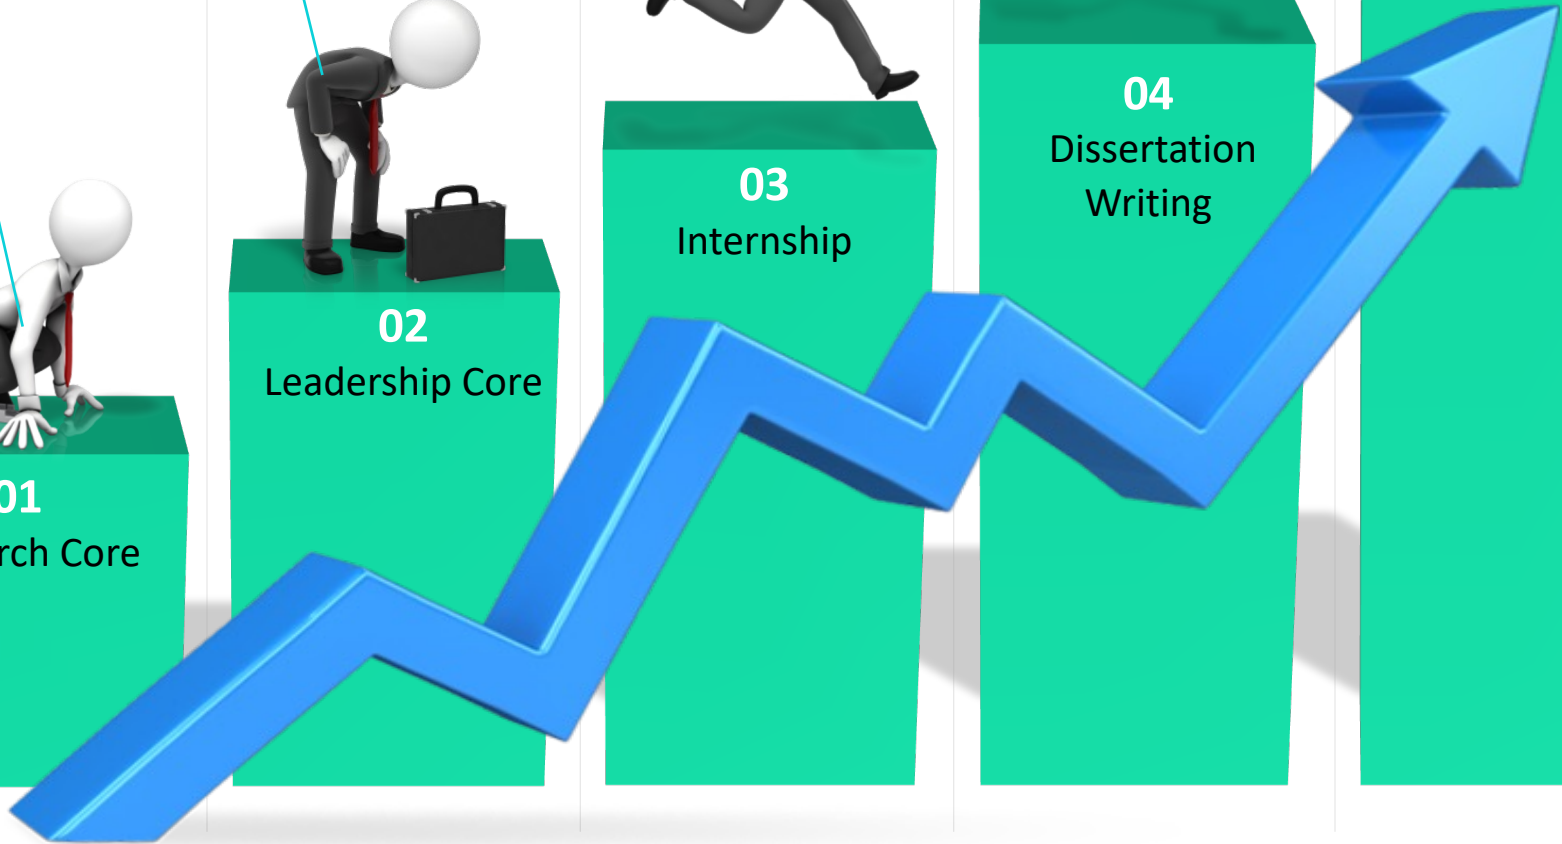 01
rch Core
02
Leadership Core
03
Internship
04
Dissertation
Writing